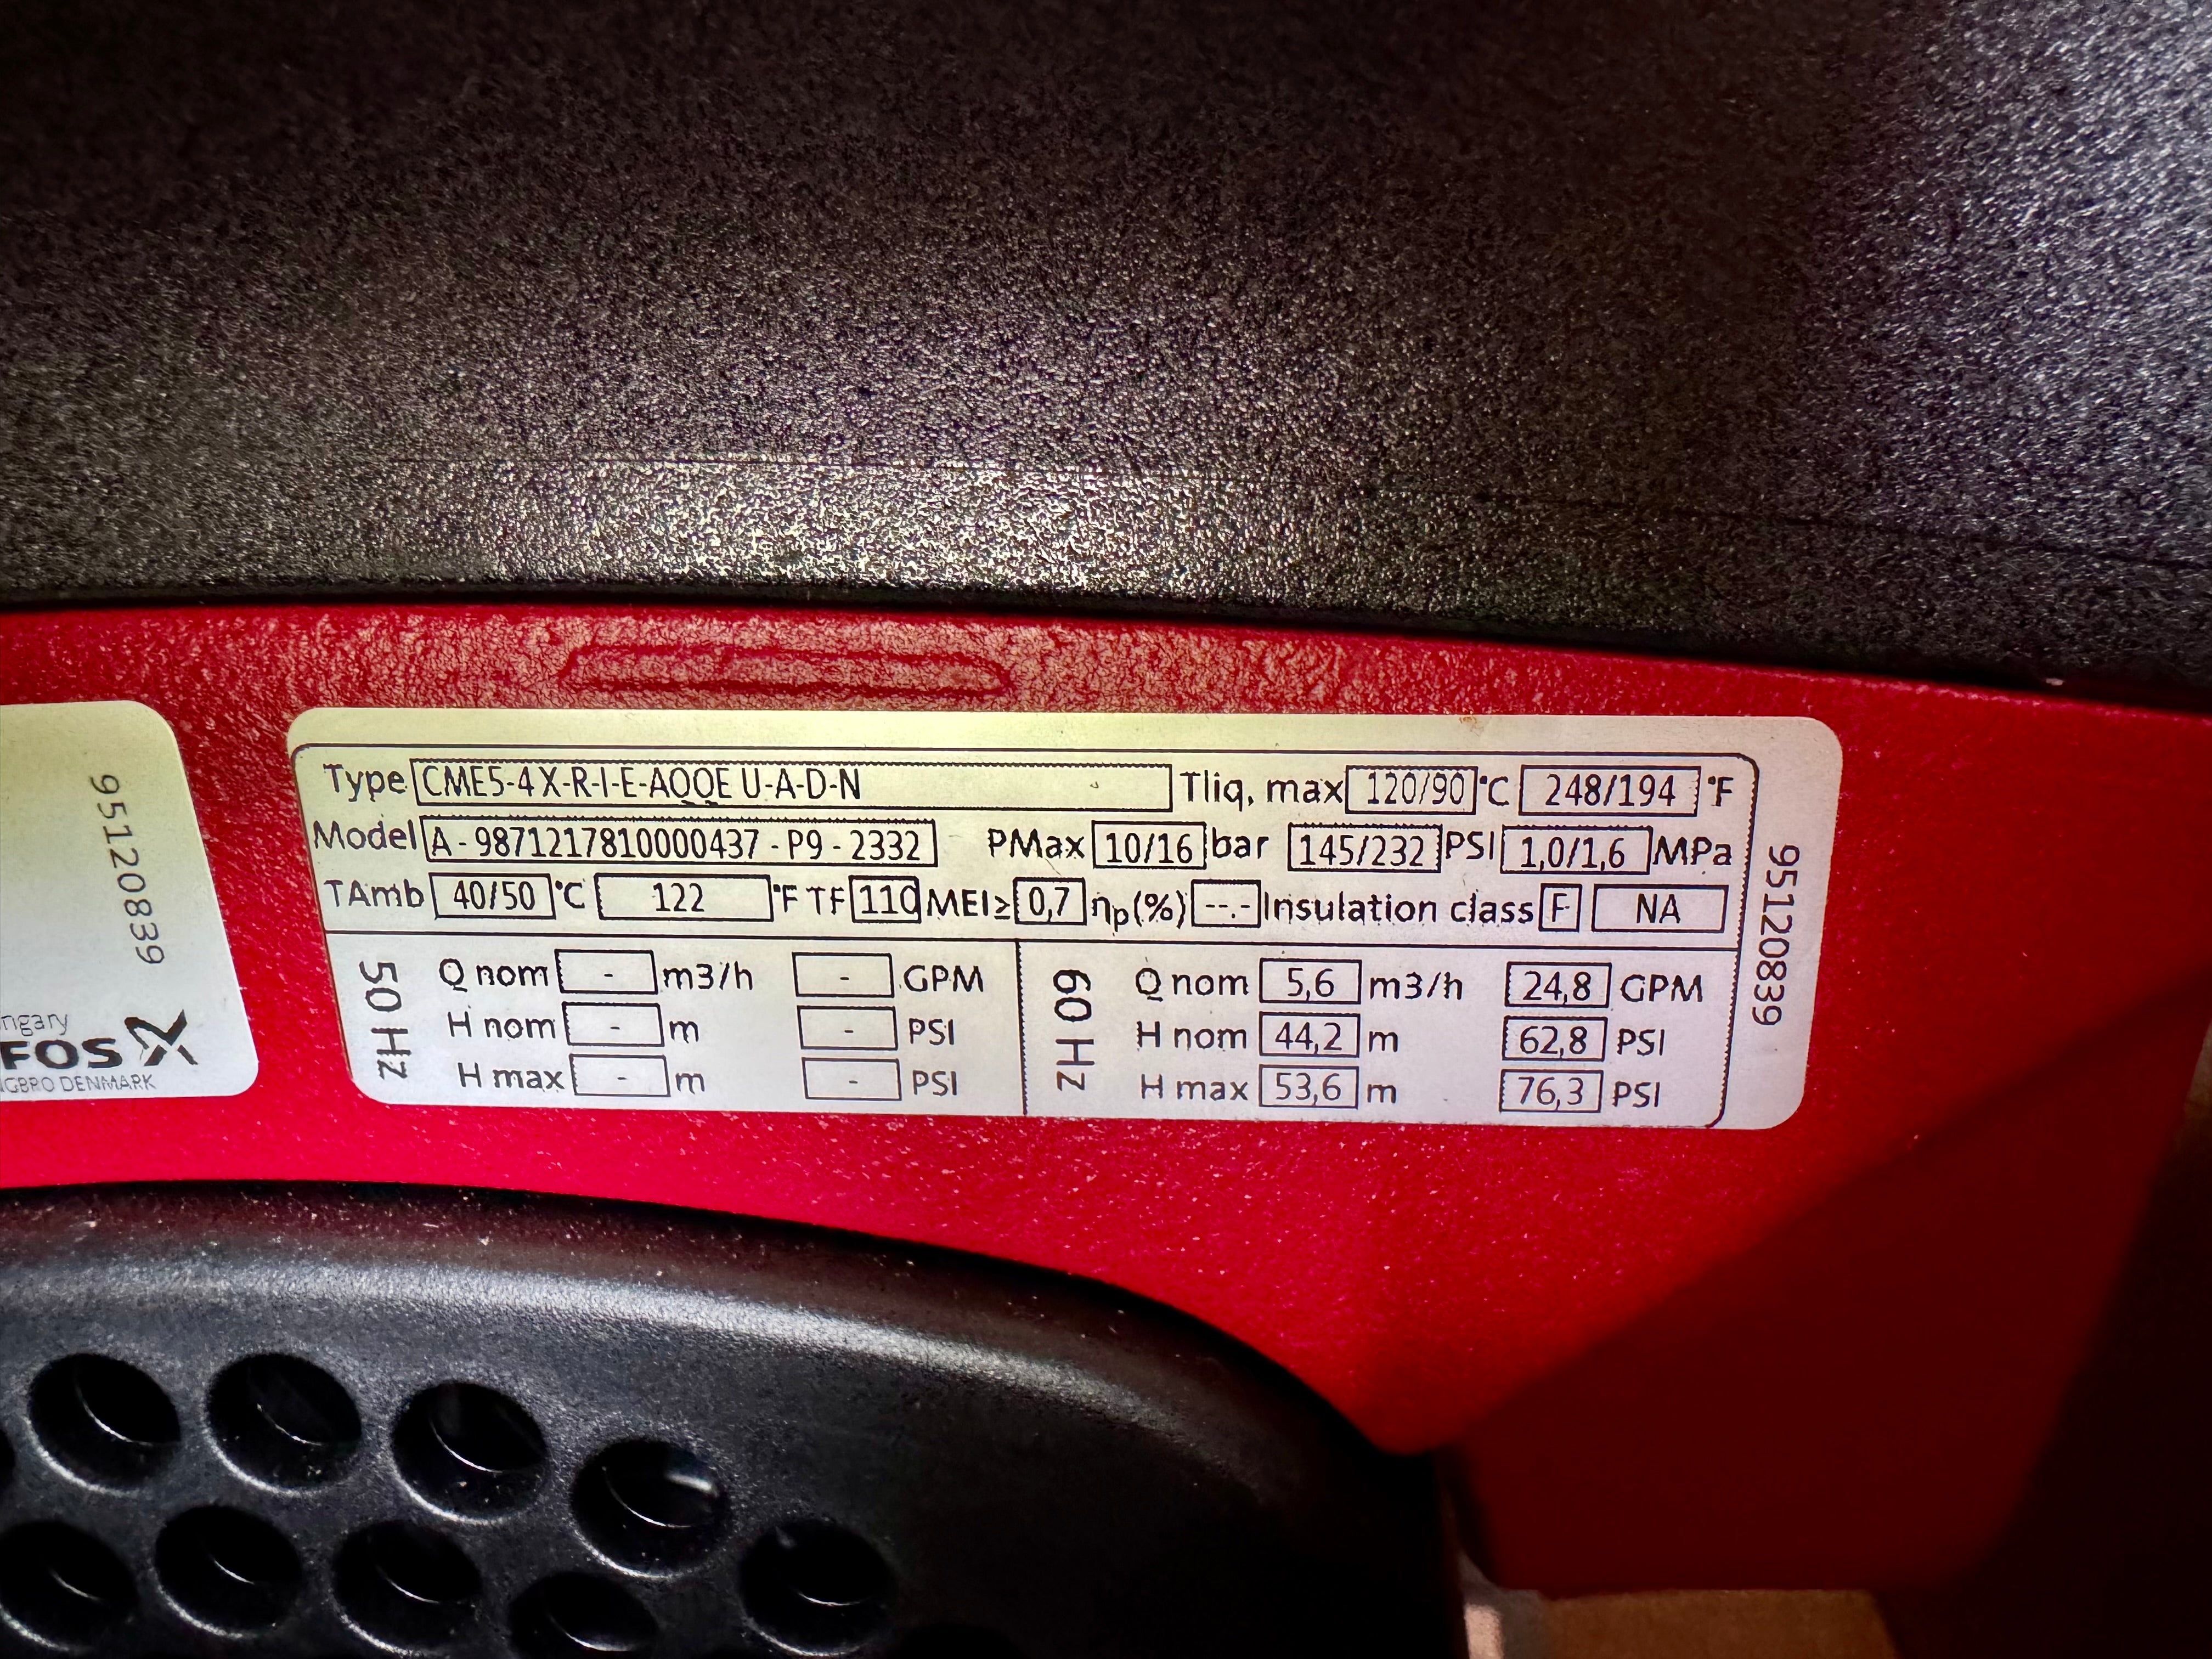 95120839
ngary
FOS
NGBRO DENMARK
Type CME5-4 X-R-I-E-AQQE U-A-D-N Tliq. max 120/90 °C 248/194 °F
Model A - 9871217810000437 - P9 - 2332 PMax 10/16 bar 145/232 PSI 1,0/1,6 MPa
TAmb 40/50 °C 122 °F TF 110 MEI≥ 0,7 ηp(%) --.- Insulation class F NA
50 Hz
Q nom - m3/h - GPM
H nom - m - PSI
H max - m - PSI
60 Hz
Q nom 5,6 m3/h 24,8 GPM
H nom 44,2 m 62,8 PSI
H max 53,6 m 76,3 PSI
95120839